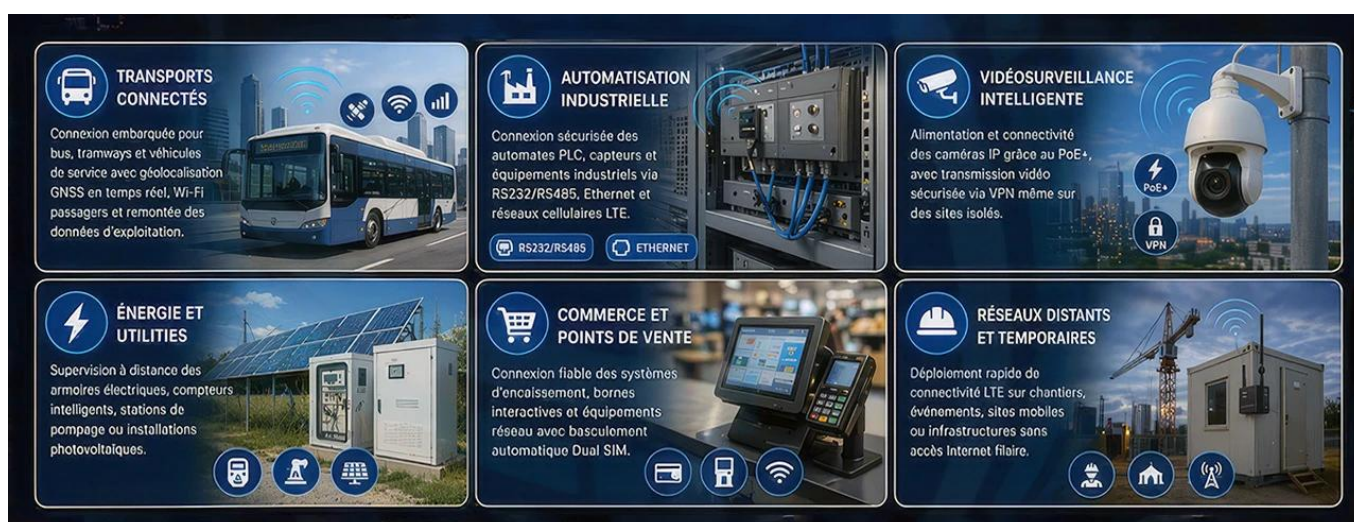 TRANSPORTS
CONNECTÉS
Connexion embarquée pour
bus, tramways et véhicules
de service avec géolocalisation
GNSS en temps réel, Wi-Fi
passagers et remontée des
données d'exploitation.
AUTOMATISATION
INDUSTRIELLE
Connexion sécurisée des
automates PLC, capteurs et
équipements industriels via
RS232/RS485, Ethernet et
réseaux cellulaires LTE.
RS232/RS485
ETHERNET
VIDÉOSURVEILLANCE
INTELLIGENTE
Alimentation et connectivité
des caméras IP grâce au PoE+,
avec transmission vidéo
sécurisée via VPN même sur
des sites isolés.
PoE+
VPN
ÉNERGIE ET
UTILITIES
Supervision à distance des
armoires électriques, compteurs
intelligents, stations de
pompage ou installations
photovoltaïques.
COMMERCE ET
POINTS DE VENTE
Connexion fiable des systèmes
d'encaissement, bornes
interactives et équipements
réseau avec basculement
automatique Dual SIM.
RÉSEAUX DISTANTS
ET TEMPORAIRES
Déploiement rapide de
connectivité LTE sur chantiers,
événements, sites mobiles
ou infrastructures sans
accès Internet filaire.